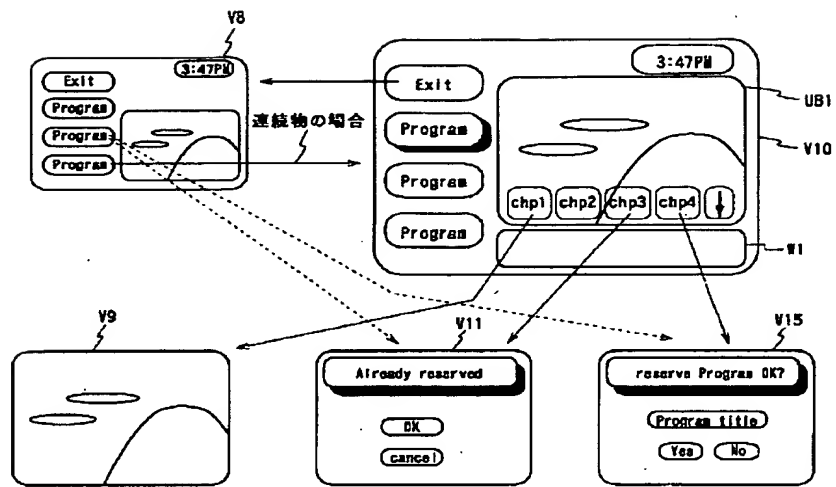 V8
3:47PM
Exit
Program
Program
Program
連続物の場合
3:47PM
Exit
Program
Program
Program
UB1
V10
chp1 chp2 chp3 chp4 ↓
W1
V9
V11
Already reserved
OK
cancel
V15
reserve Program OK?
Program title
Yes No